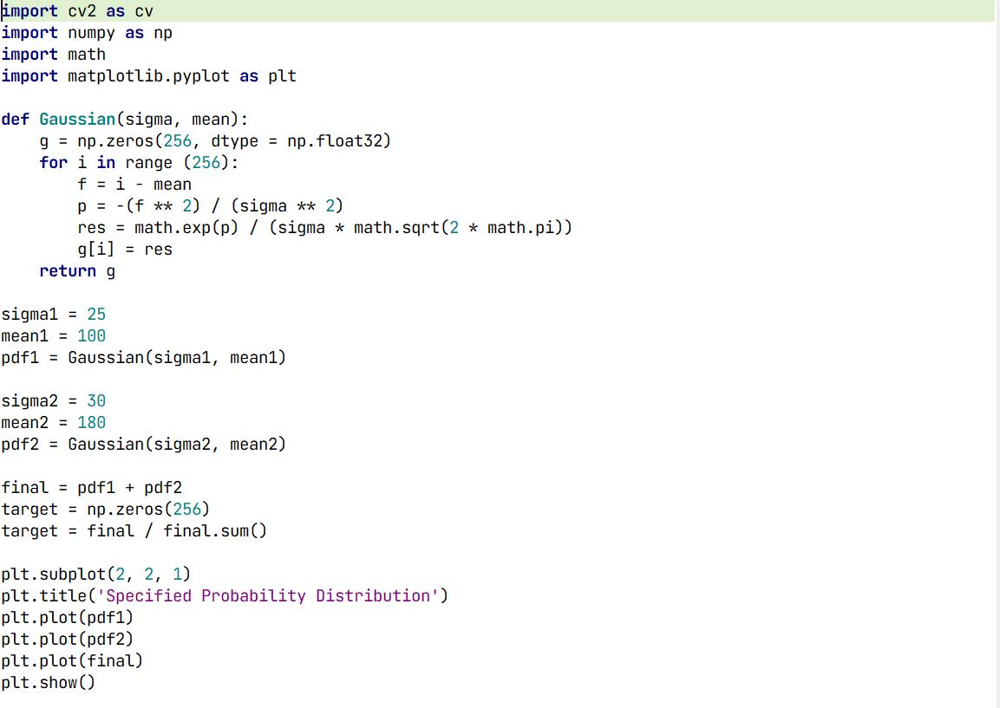 import cv2 as cv
import numpy as np
import math
import matplotlib.pyplot as plt

def Gaussian(sigma, mean):
    g = np.zeros(256, dtype = np.float32)
    for i in range (256):
        f = i - mean
        p = -(f ** 2) / (sigma ** 2)
        res = math.exp(p) / (sigma * math.sqrt(2 * math.pi))
        g[i] = res
    return g

sigma1 = 25
mean1 = 100
pdf1 = Gaussian(sigma1, mean1)

sigma2 = 30
mean2 = 180
pdf2 = Gaussian(sigma2, mean2)

final = pdf1 + pdf2
target = np.zeros(256)
target = final / final.sum()

plt.subplot(2, 2, 1)
plt.title('Specified Probability Distribution')
plt.plot(pdf1)
plt.plot(pdf2)
plt.plot(final)
plt.show()